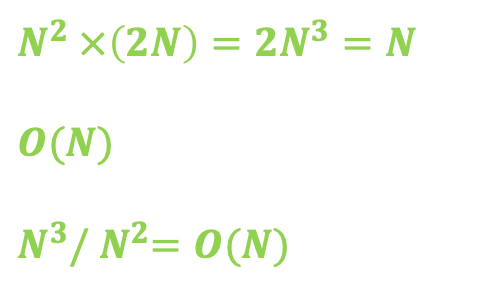 N² ×(2N) = 2N³ = N
O(N)
N³/ N²= O(N)